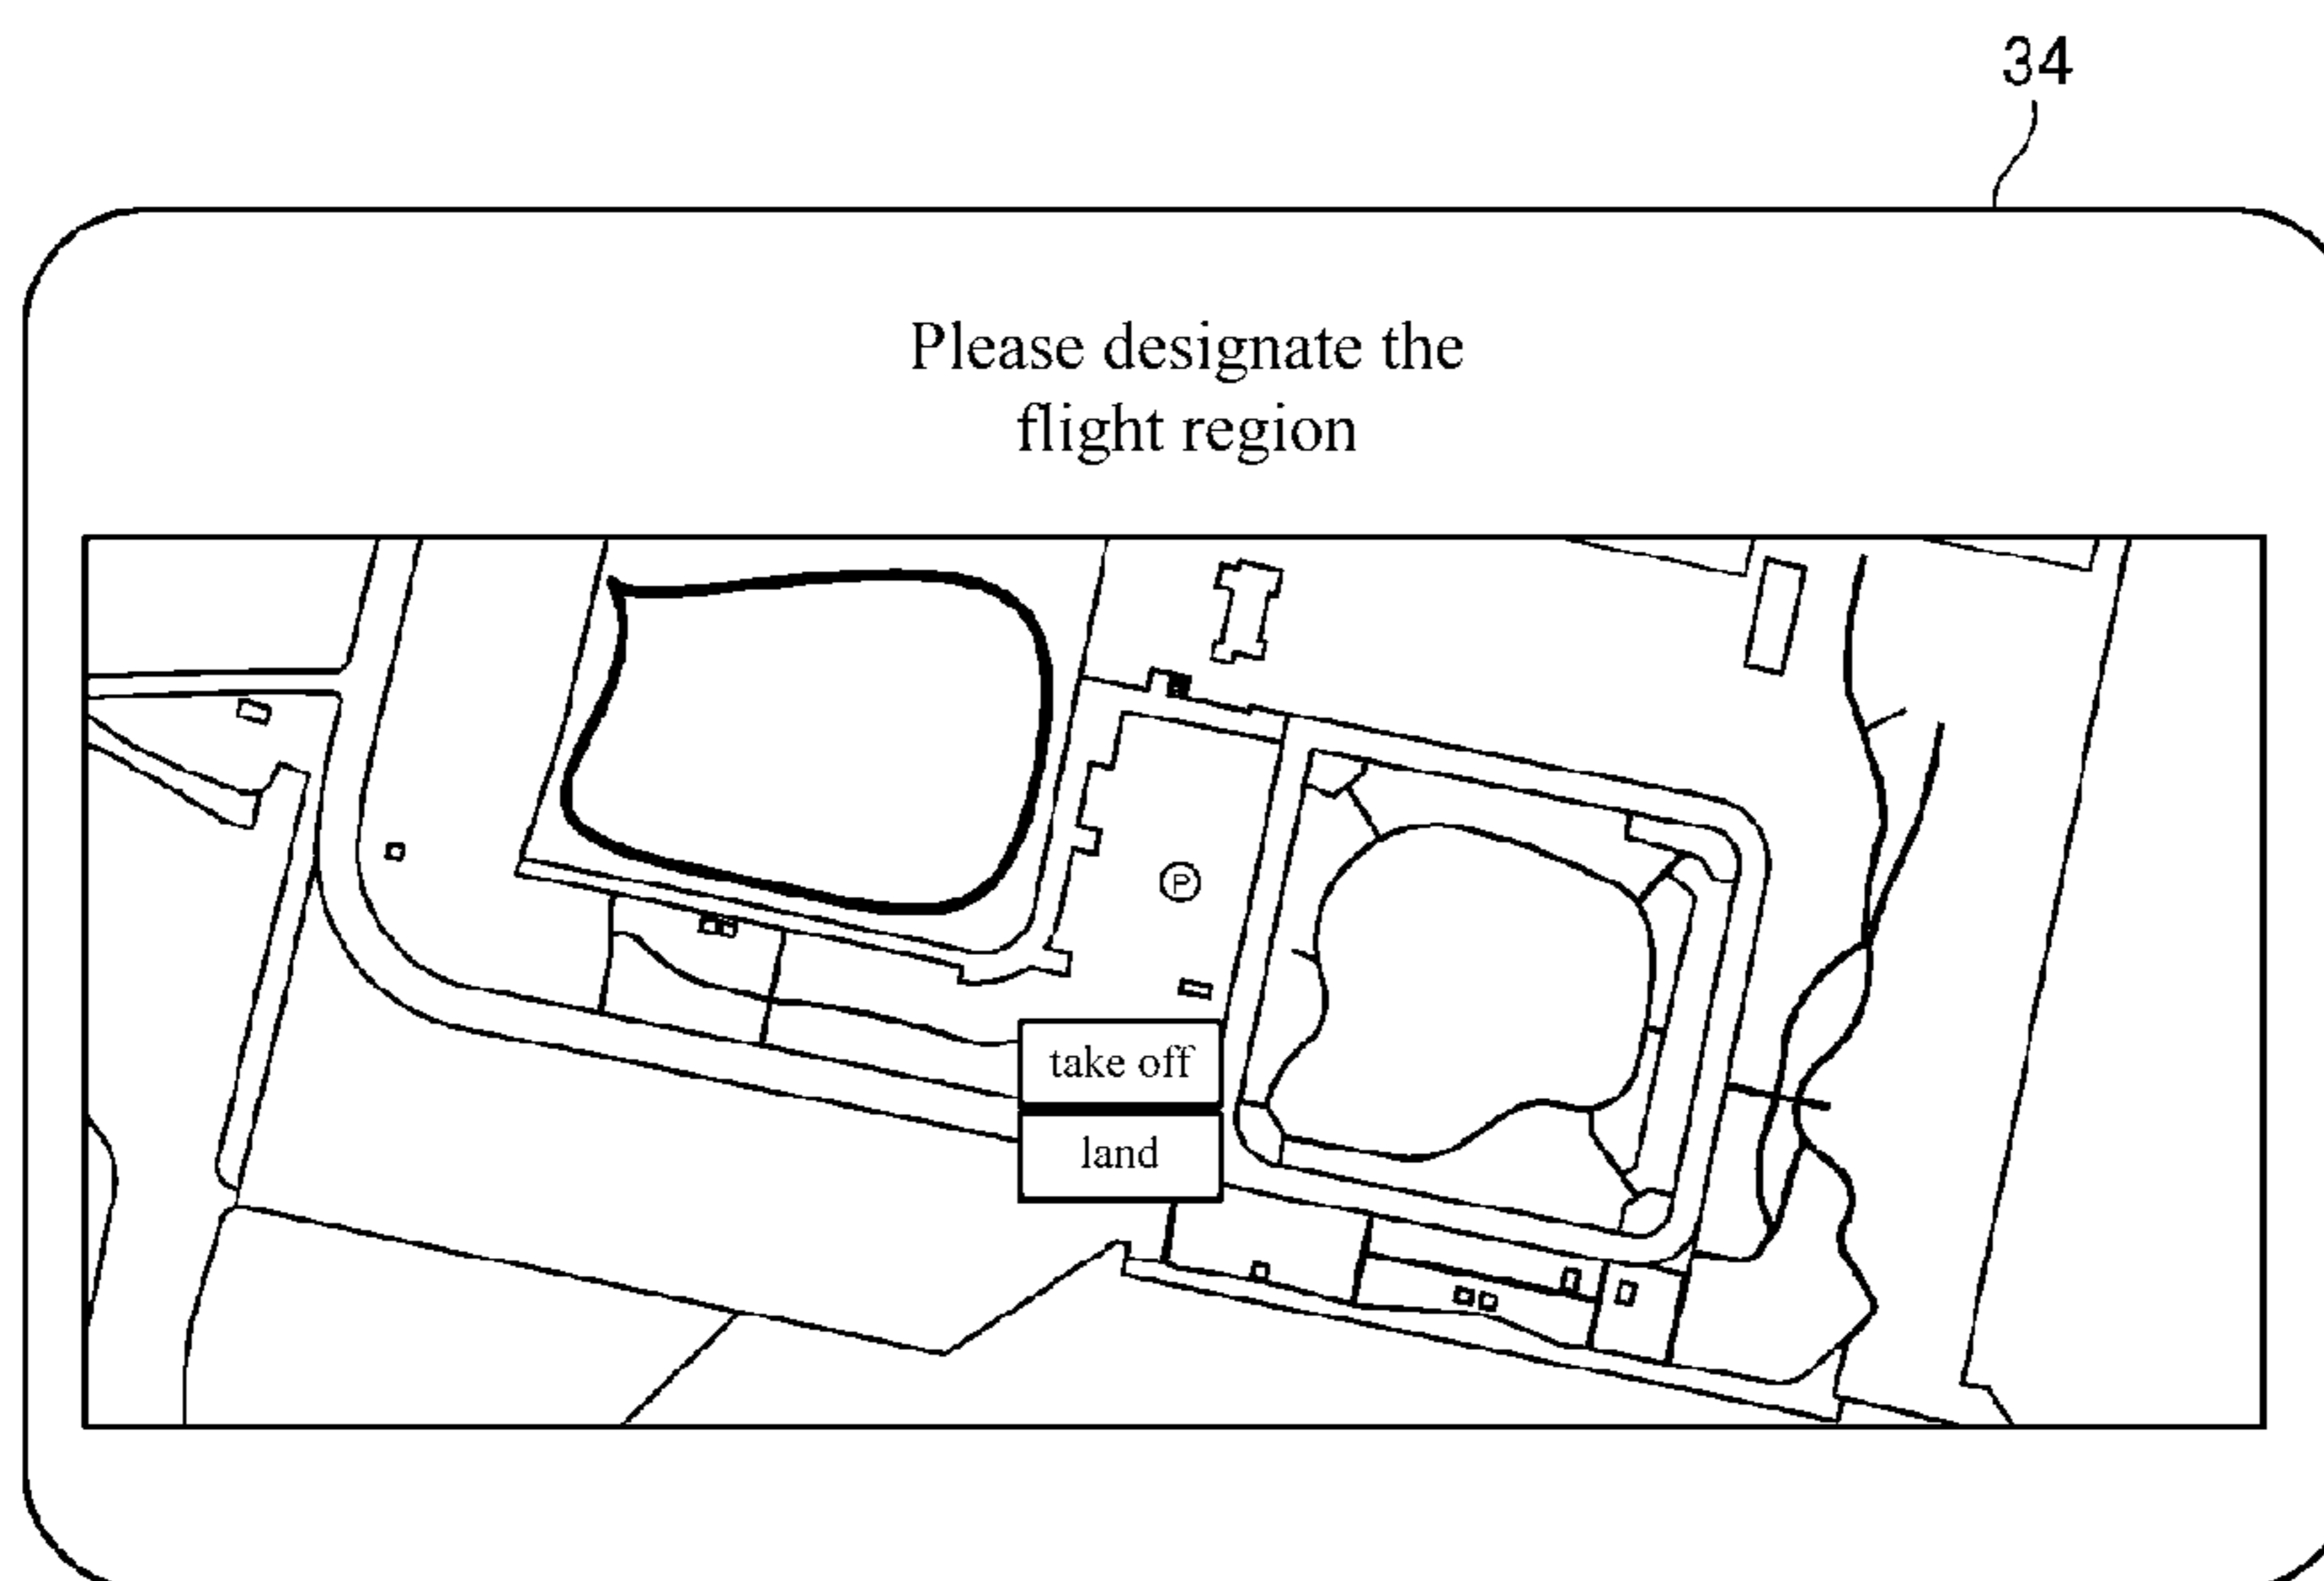 34
Please designate the
flight region
P
take off
land